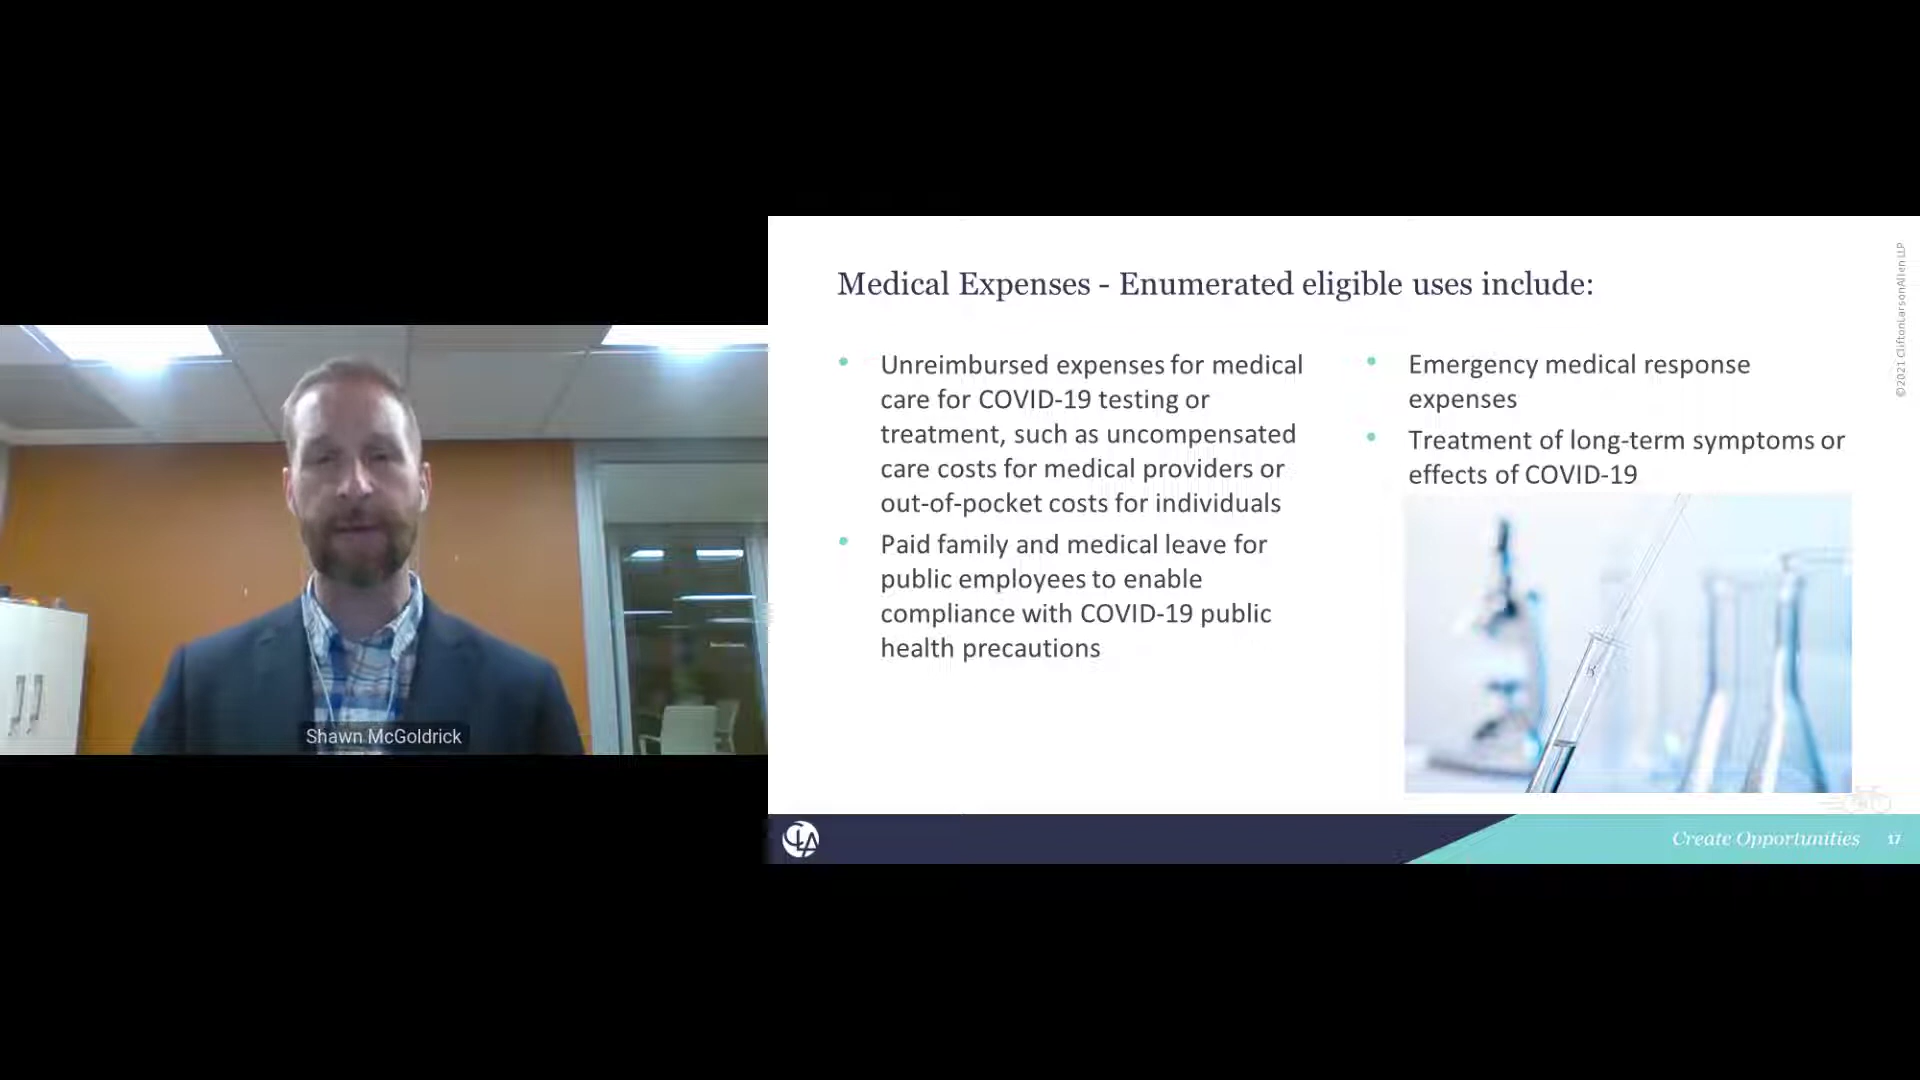 Medical Expenses - Enumerated eligible uses include:
Unreimbursed expenses for medical
care for COVID-19 testing or
treatment, such as uncompensated
care costs for medical providers or
out-of-pocket costs for individuals
Paid family and medical leave for
public employees to enable
compliance with COVID-19 public
health precautions
Emergency medical response
expenses
Treatment of long-term symptoms or
effects of COVID-19
©2021 CliftonLarsonAllen LLP
Shawn McGoldrick
CLA
Create Opportunities
17